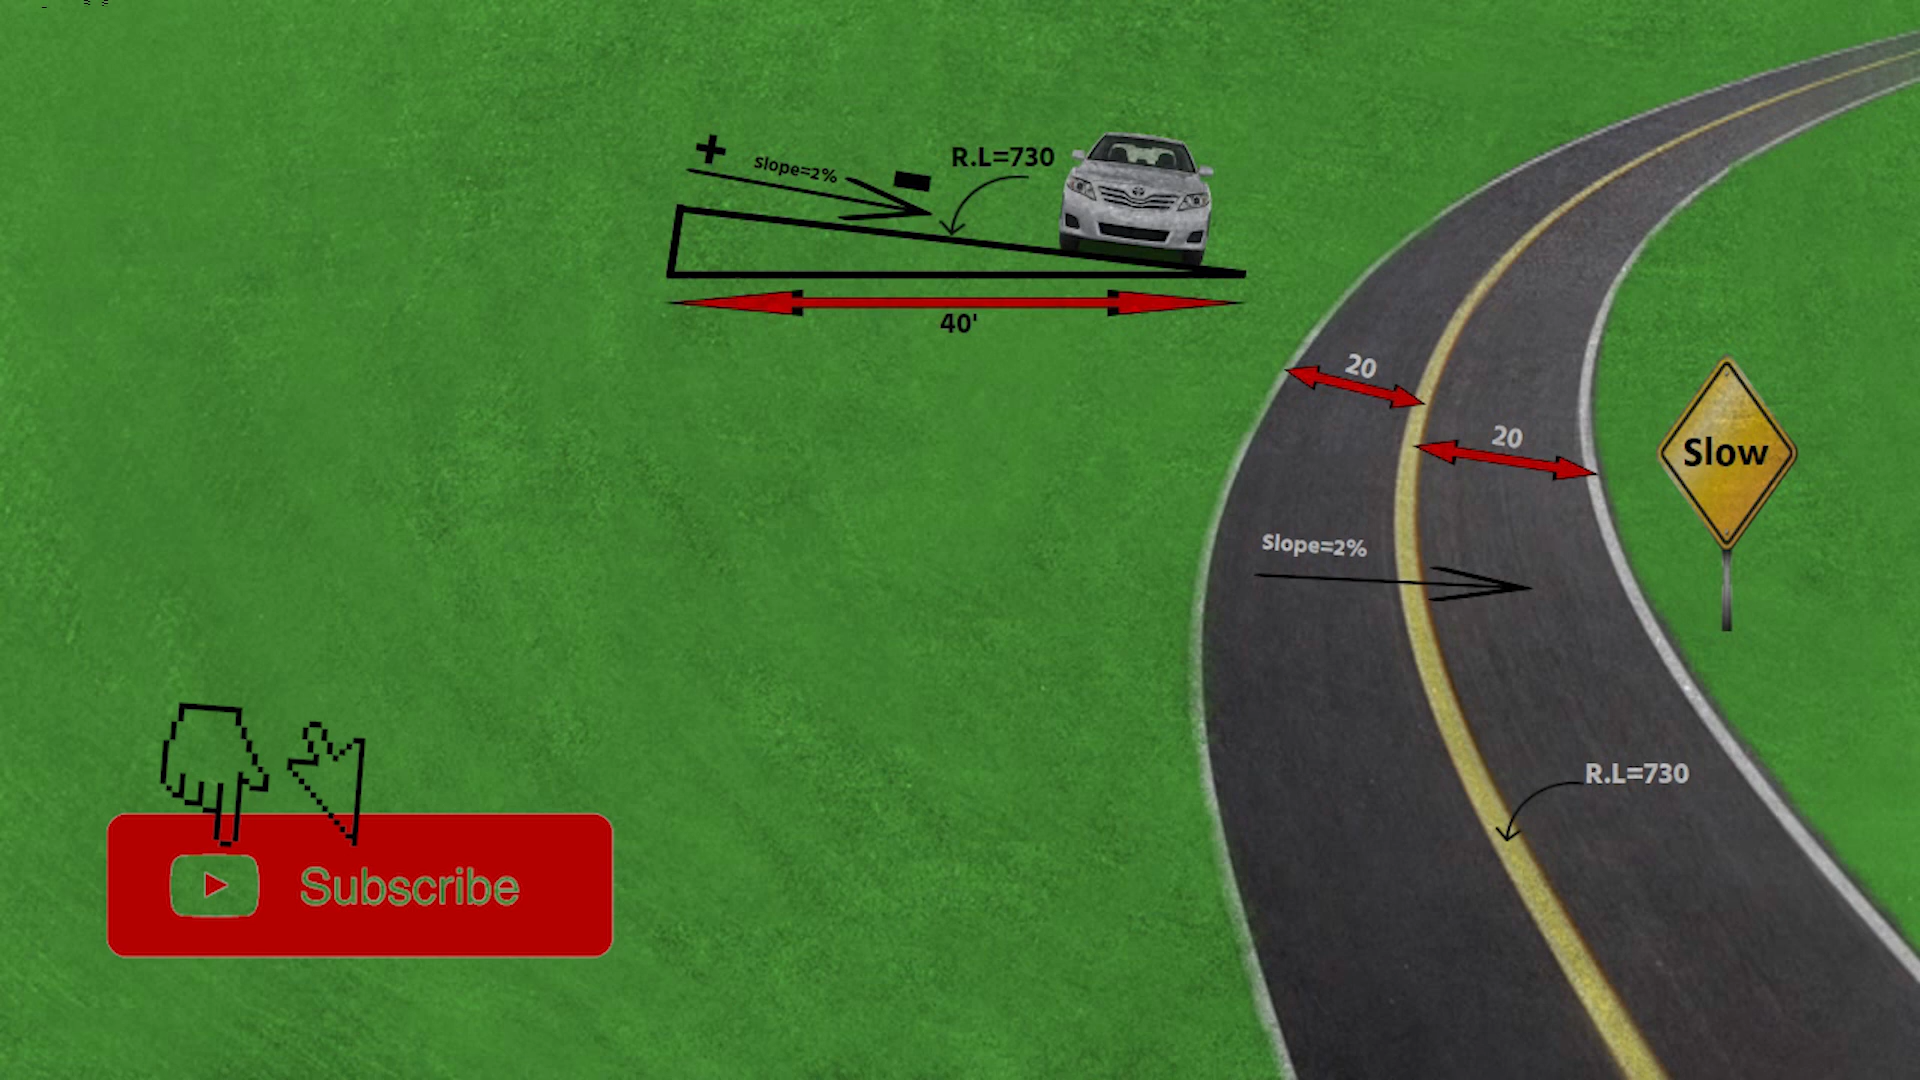 +
Slope=2%
-
R.L=730
40'
20
20
Slow
Slope=2%
R.L=730
Subscribe